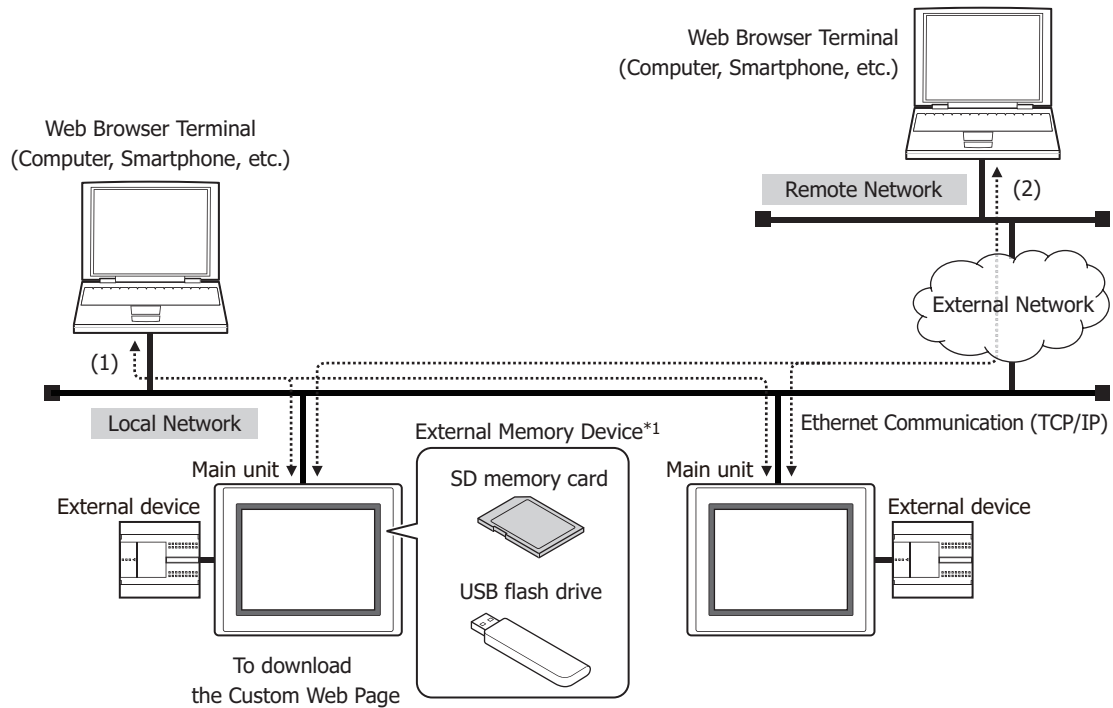 Web Browser Terminal
(Computer, Smartphone, etc.)
Web Browser Terminal
(Computer, Smartphone, etc.)
Remote Network
(2)
External Network
(1)
Local Network
Ethernet Communication (TCP/IP)
External Memory Device*1
Main unit
SD memory card
Main unit
External device
External device
USB flash drive
To download
the Custom Web Page